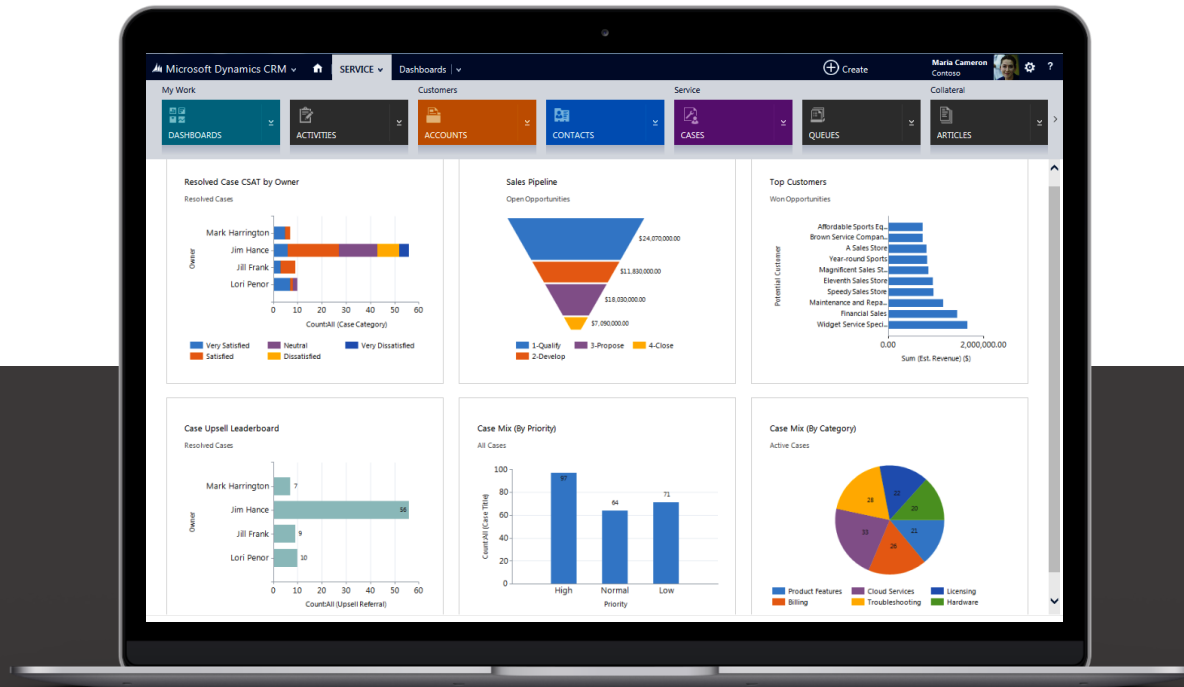 Microsoft Dynamics CRM
SERVICE
Dashboards
Create
Maria Cameron
Contoso
?
My Work
Customers
Service
Collateral
DASHBOARDS
ACTIVITIES
ACCOUNTS
CONTACTS
CASES
QUEUES
ARTICLES
Resolved Case CSAT by Owner
Resolved Cases
Owner
Mark Harrington
Jim Hance
Jill Frank
Lori Penor
0 10 20 30 40 50 60
Count:All (Case Category)
Very Satisfied Neutral Very Dissatisfied
Satisfied Dissatisfied
Sales Pipeline
Open Opportunities
$24,070,000.00
$11,830,000.00
$18,030,000.00
$7,090,000.00
1-Qualify 3-Propose 4-Close
2-Develop
Top Customers
Won Opportunities
Potential Customer
Affordable Sports Eq...
Brown Service Compan...
A Sales Store
Year-round Sports
Magnificent Sales St...
Eleventh Sales Store
Speedy Sales Store
Maintenance and Repa...
Financial Sales
Widget Service Speci...
0.00 2,000,000.00
Sum (Est. Revenue) ($)
Case Upsell Leaderboard
Resolved Cases
Owner
Mark Harrington 7
Jim Hance 56
Jill Frank 9
Lori Penor 10
0 10 20 30 40 50 60
Count:All (Upsell Referral)
Case Mix (By Priority)
All Cases
Count:All (Case Title)
100
80
60
40
20
0
97
64
71
High Normal Low
Priority
Case Mix (By Category)
Active Cases
22
28
20
33
21
26
Product Features Cloud Services Licensing
Billing Troubleshooting Hardware